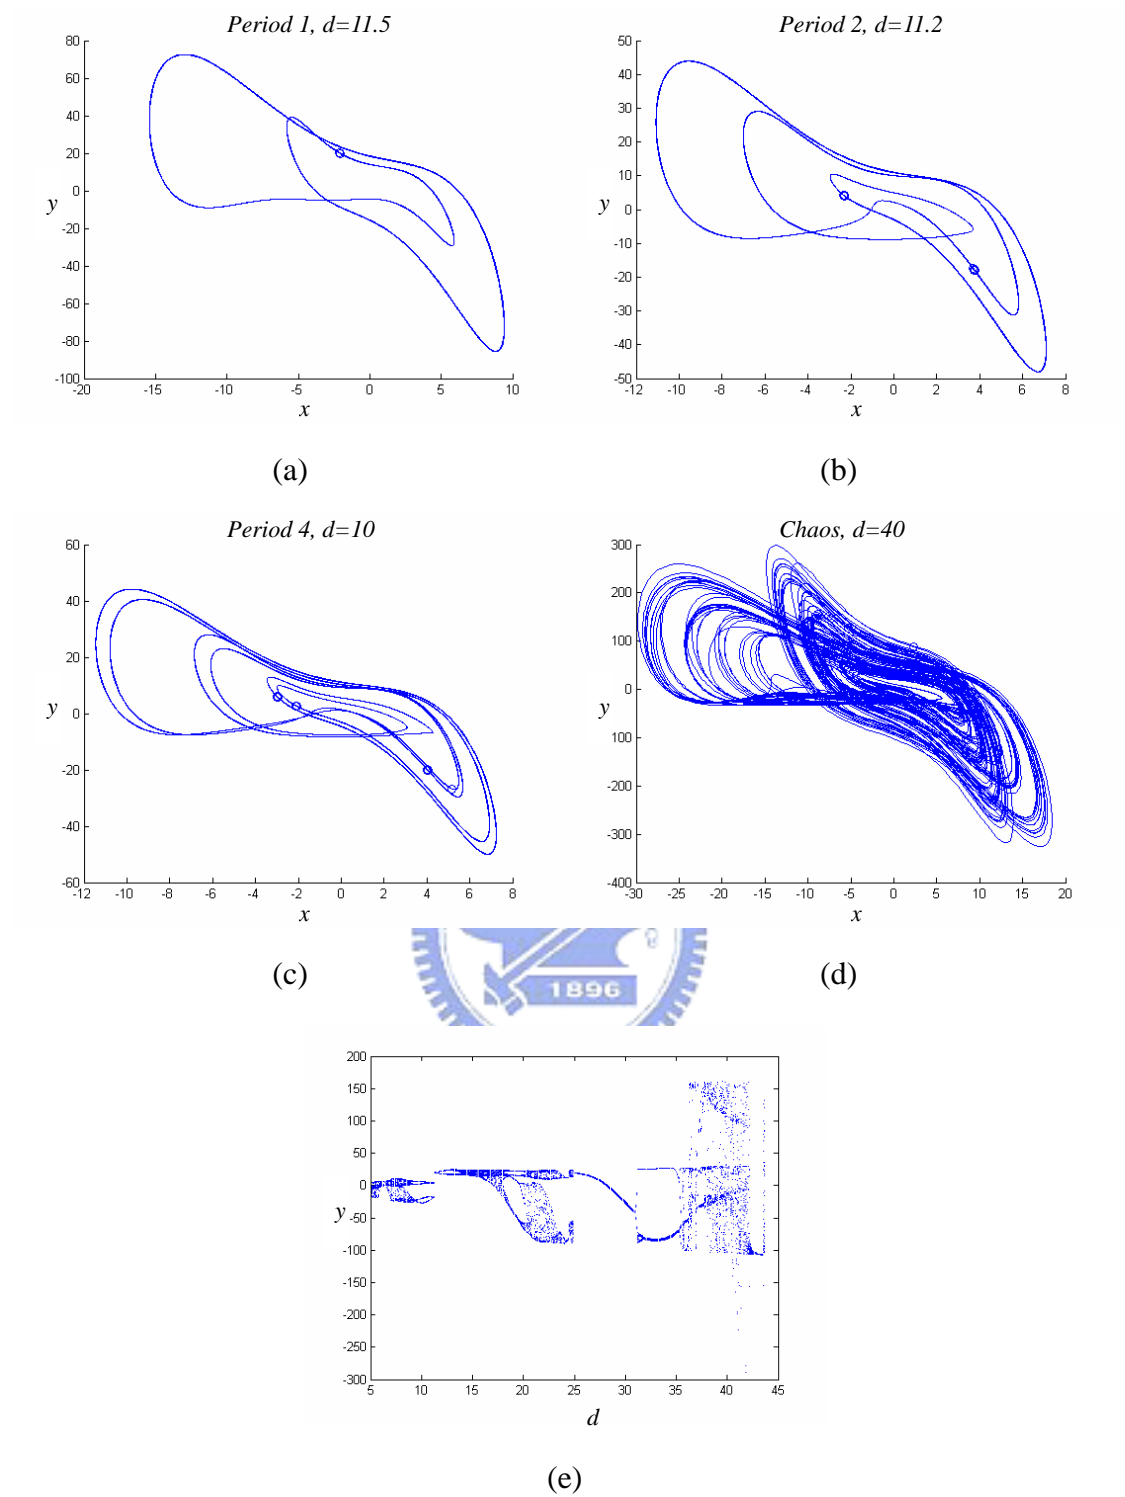 Period 1, d=11.5
80
60
40
20
0
-20
-40
-60
-80
-100
y
-20 -15 -10 -5 0 5 10
x
(a)
Period 2, d=11.2
50
40
30
20
10
0
-10
-20
-30
-40
-50
y
-12 -10 -8 -6 -4 -2 0 2 4 6 8
x
(b)
Period 4, d=10
60
40
20
0
-20
-40
-60
y
-12 -10 -8 -6 -4 -2 0 2 4 6 8
x
(c)
Chaos, d=40
300
200
100
0
100
-200
-300
-400
y
-30 -25 -20 -15 -10 -5 0 5 10 15 20
x
(d)
1896
200
150
100
50
0
-50
-100
-150
-200
-250
-300
y
5 10 15 20 25 30 35 40 45
d
(e)